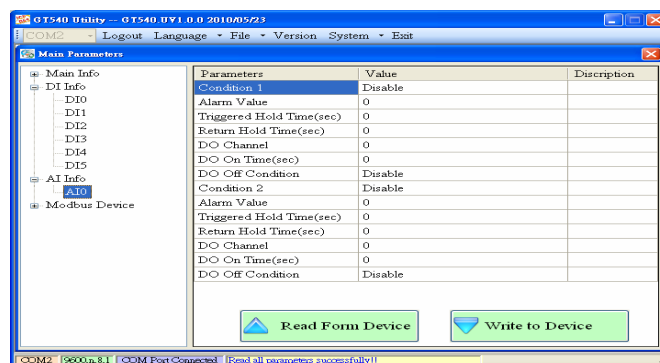 GT540 Utility -- GT540.UV1.0.0 2010/05/23
COM2 Logout Language File Version System Exit
Main Parameters
Main Info
DI Info
DI0
DI1
DI2
DI3
DI4
DI5
AI Info
AI0
Modbus Device
Parameters Value Discription
Condition 1 Disable
Alarm Value 0
Triggered Hold Time(sec) 0
Return Hold Time(sec) 0
DO Channel 0
DO On Time(sec) 0
DO Off Condition Disable
Condition 2 Disable
Alarm Value 0
Triggered Hold Time(sec) 0
Return Hold Time(sec) 0
DO Channel 0
DO On Time(sec) 0
DO Off Condition Disable
Read Form Device Write to Device
COM2 9600,n,8,1 COM Port Connected Read all parameters successfully!!